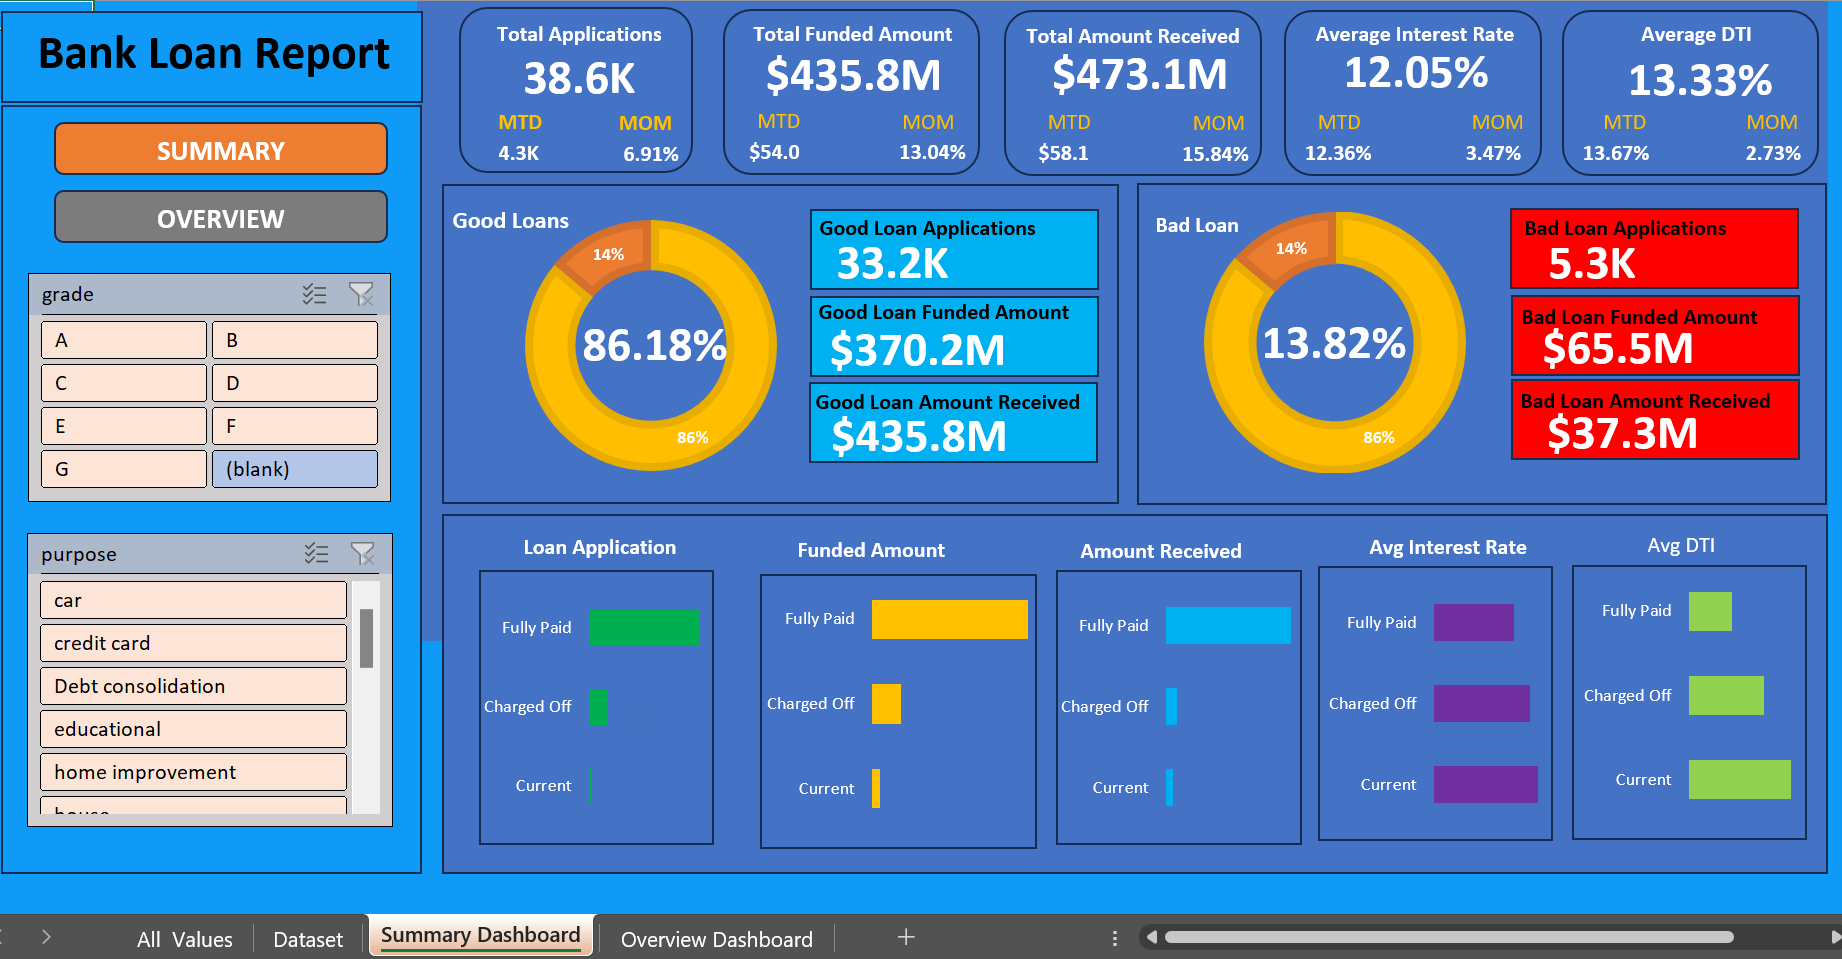 Bank Loan Report
SUMMARY
OVERVIEW
grade
A B
C D
E F
G (blank)
purpose
car
credit card
Debt consolidation
educational
home improvement
Total Applications
38.6K
MTD MOM
4.3K 6.91%
Total Funded Amount
$435.8M
MTD MOM
$54.0 13.04%
Total Amount Received
$473.1M
MTD MOM
$58.1 15.84%
Average Interest Rate
12.05%
MTD MOM
12.36% 3.47%
Average DTI
13.33%
MTD MOM
13.67% 2.73%
Good Loans
14%
86.18%
86%
Good Loan Applications
33.2K
Good Loan Funded Amount
$370.2M
Good Loan Amount Received
$435.8M
Bad Loan
14%
13.82%
86%
Bad Loan Applications
5.3K
Bad Loan Funded Amount
$65.5M
Bad Loan Amount Received
$37.3M
Loan Application
Fully Paid
Charged Off
Current
Funded Amount
Fully Paid
Charged Off
Current
Amount Received
Fully Paid
Charged Off
Current
Avg Interest Rate
Fully Paid
Charged Off
Current
Avg DTI
Fully Paid
Charged Off
Current
All Values Dataset Summary Dashboard Overview Dashboard